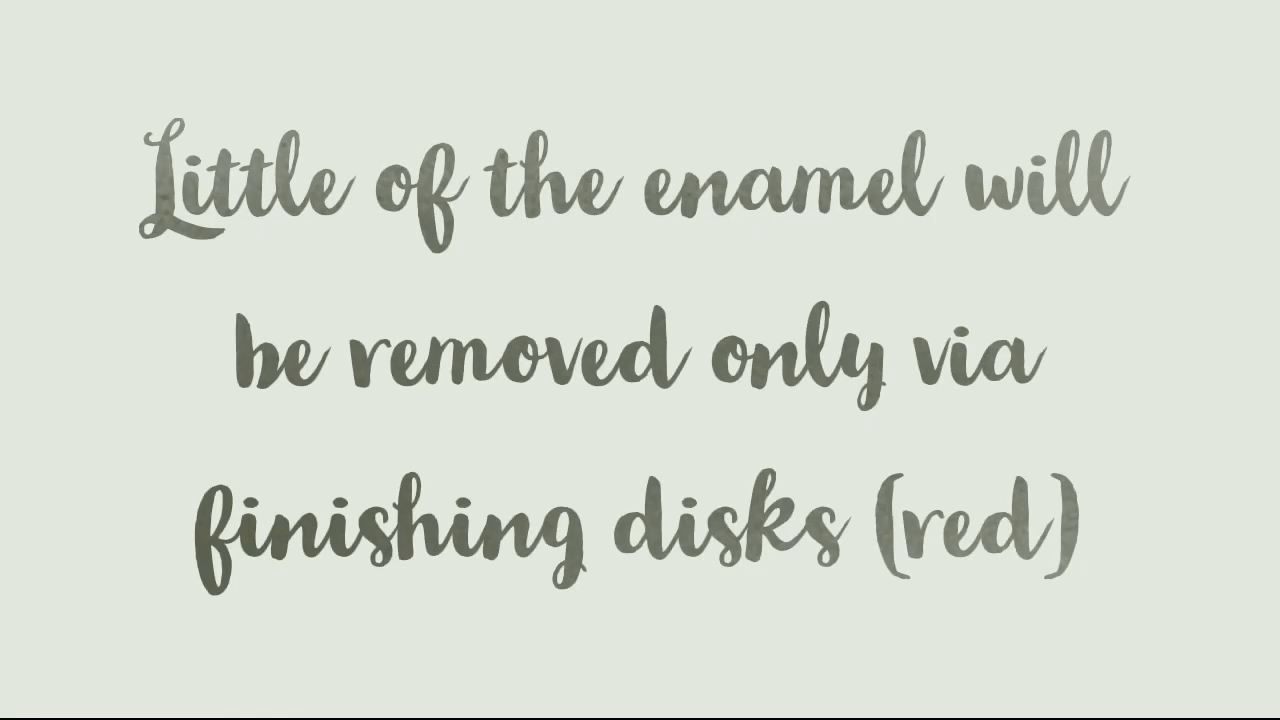 Little of the enamel will
be removed only via
finishing disks (red)